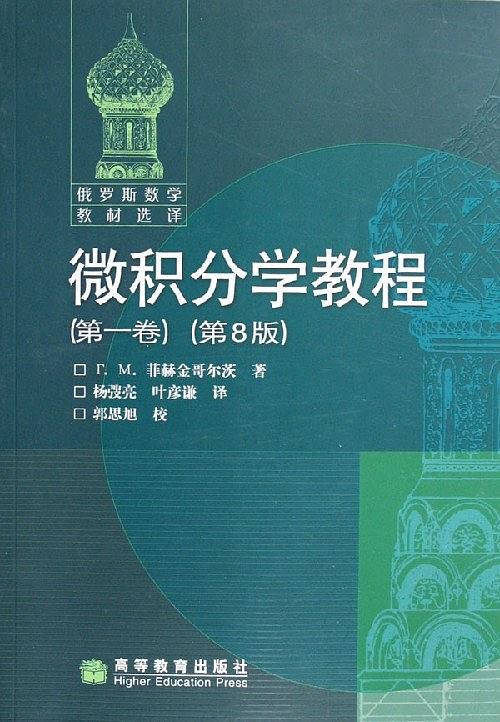 俄罗斯数学
教材选译
微积分学教程
(第一卷) (第8版)
□ Г. М. 菲赫金哥尔茨 著
□ 杨弢亮 叶彦谦 译
□ 郭思旭 校
高等教育出版社
Higher Education Press